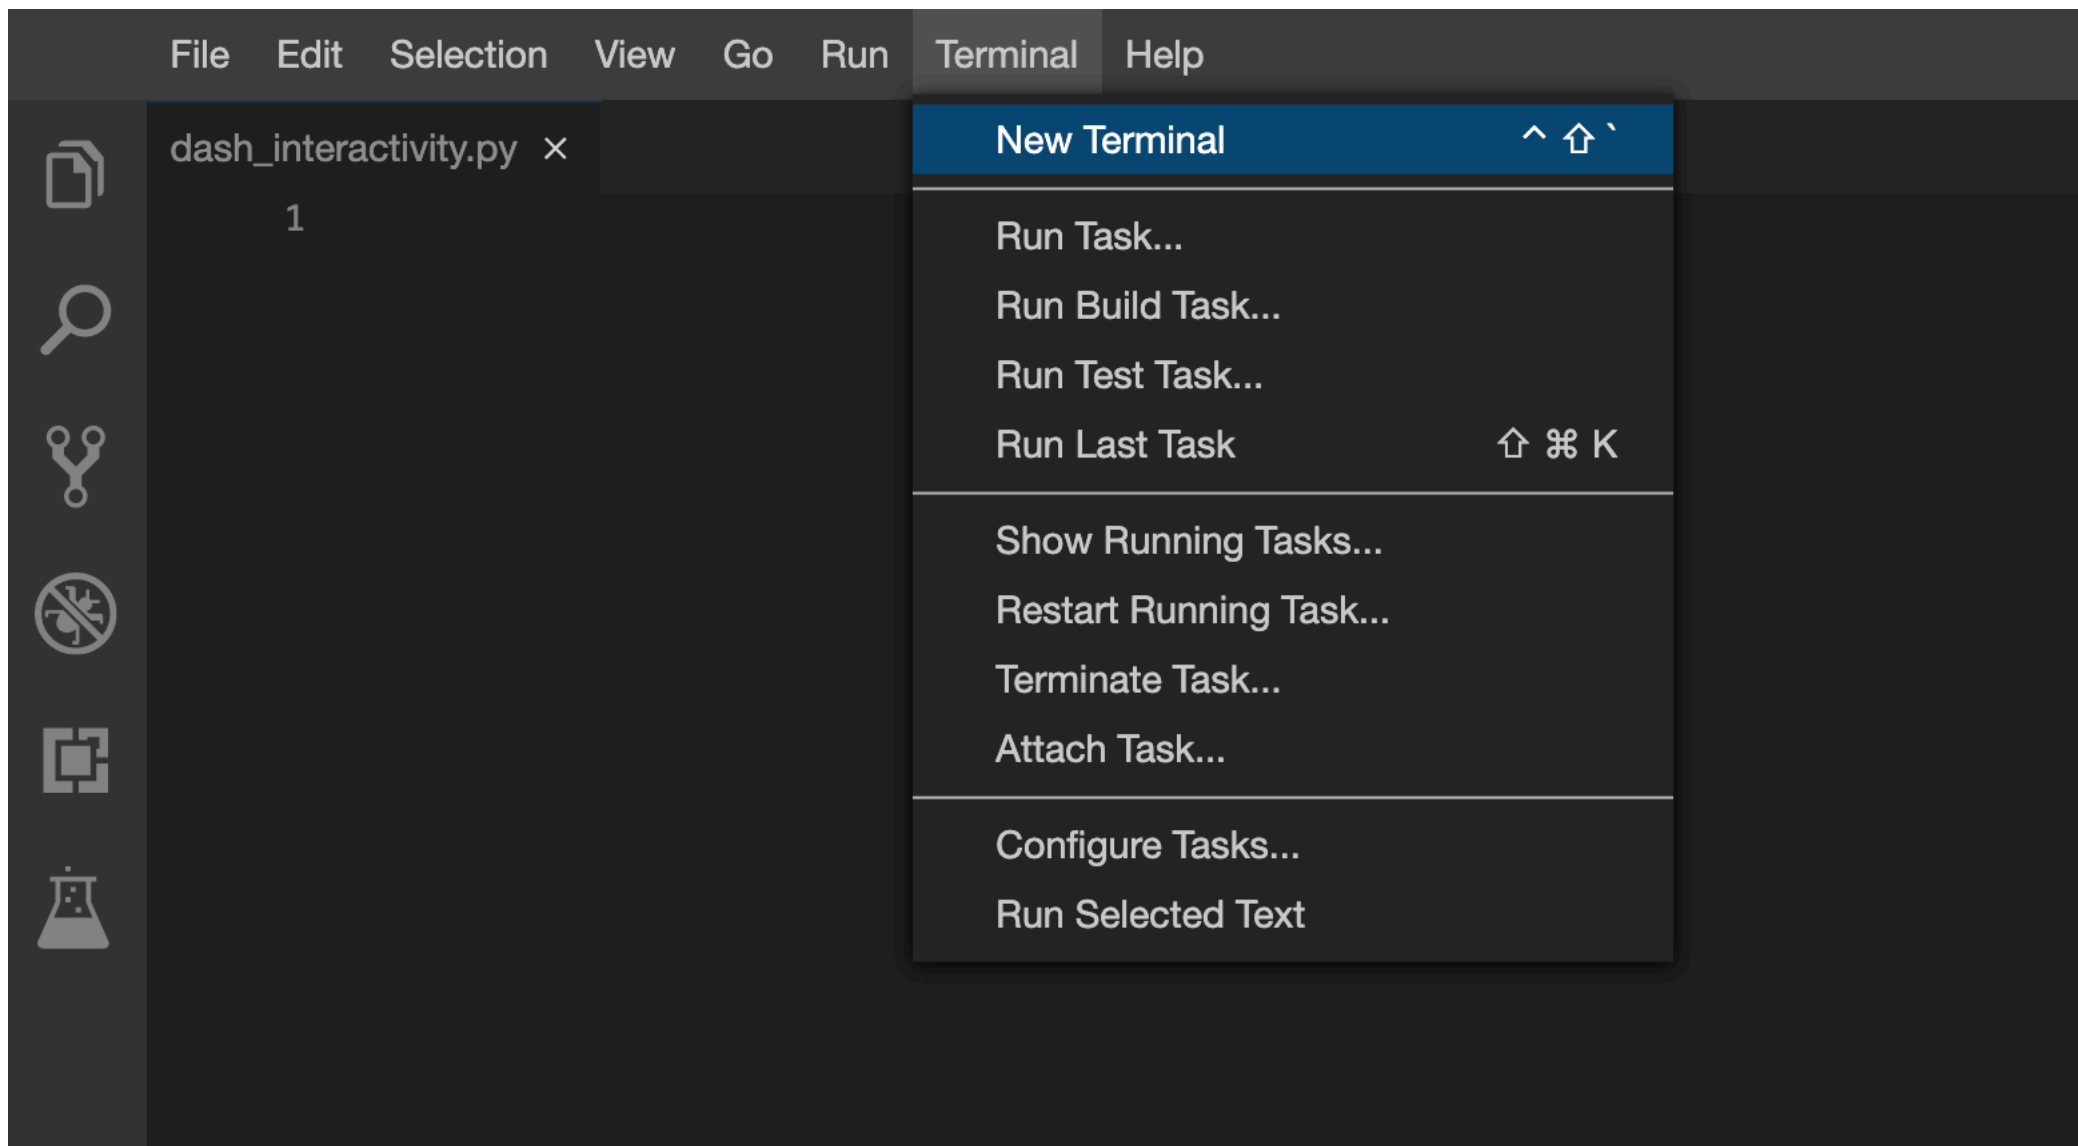 File Edit Selection View Go Run Terminal Help
dash_interactivity.py ×
1
New Terminal ^ ⇧ `
Run Task...
Run Build Task...
Run Test Task...
Run Last Task ⇧ ⌘ K
Show Running Tasks...
Restart Running Task...
Terminate Task...
Attach Task...
Configure Tasks...
Run Selected Text